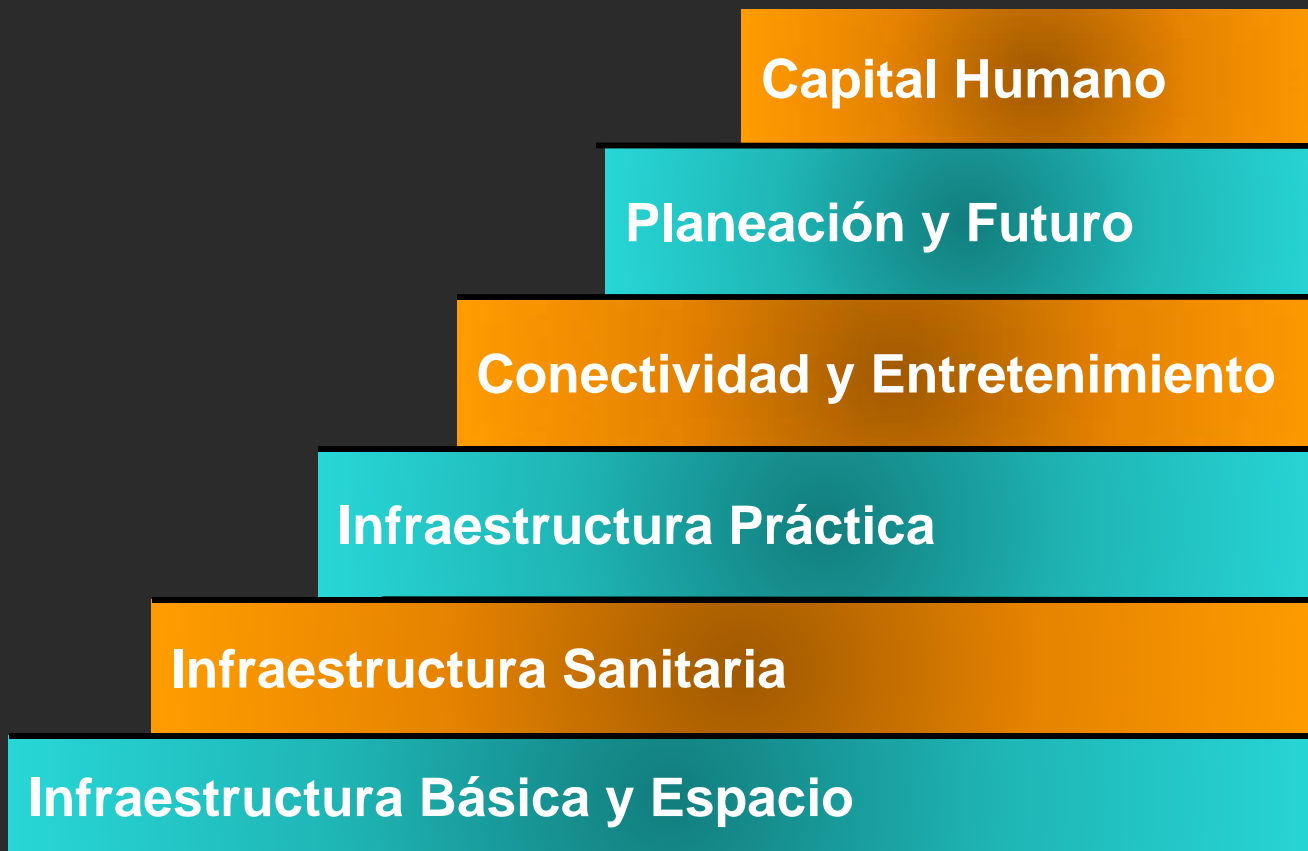 Capital Humano
Planeación y Futuro
Conectividad y Entretenimiento
Infraestructura Práctica
Infraestructura Sanitaria
Infraestructura Básica y Espacio